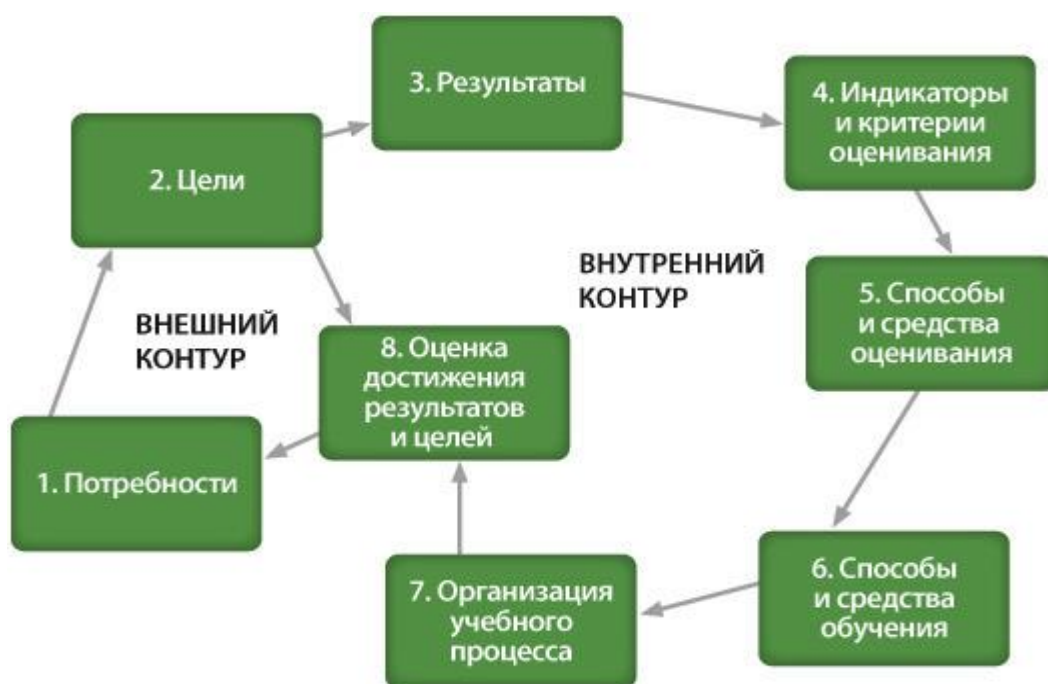 3. Результаты
4. Индикаторы
и критерии
оценивания
2. Цели
ВНЕШНИЙ
КОНТУР
ВНУТРЕННИЙ
КОНТУР
5. Способы
и средства
оценивания
8. Оценка
достижения
результатов
и целей
1. Потребности
7. Организация
учебного
процесса
6. Способы
и средства
обучения